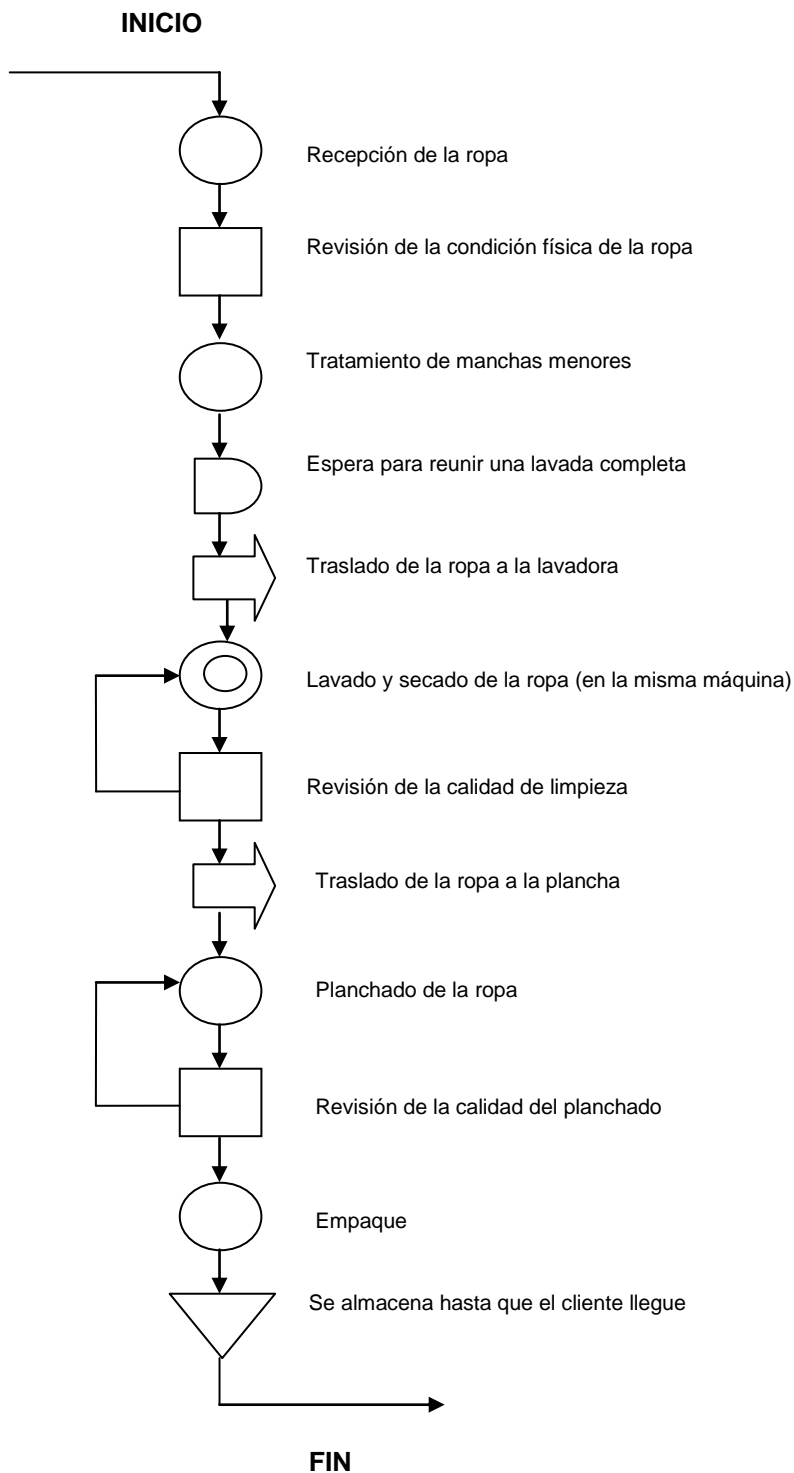 INICIO
Recepción de la ropa
Revisión de la condición física de la ropa
Tratamiento de manchas menores
Espera para reunir una lavada completa
Traslado de la ropa a la lavadora
Lavado y secado de la ropa (en la misma máquina)
Revisión de la calidad de limpieza
Traslado de la ropa a la plancha
Planchado de la ropa
Revisión de la calidad del planchado
Empaque
Se almacena hasta que el cliente llegue
FIN